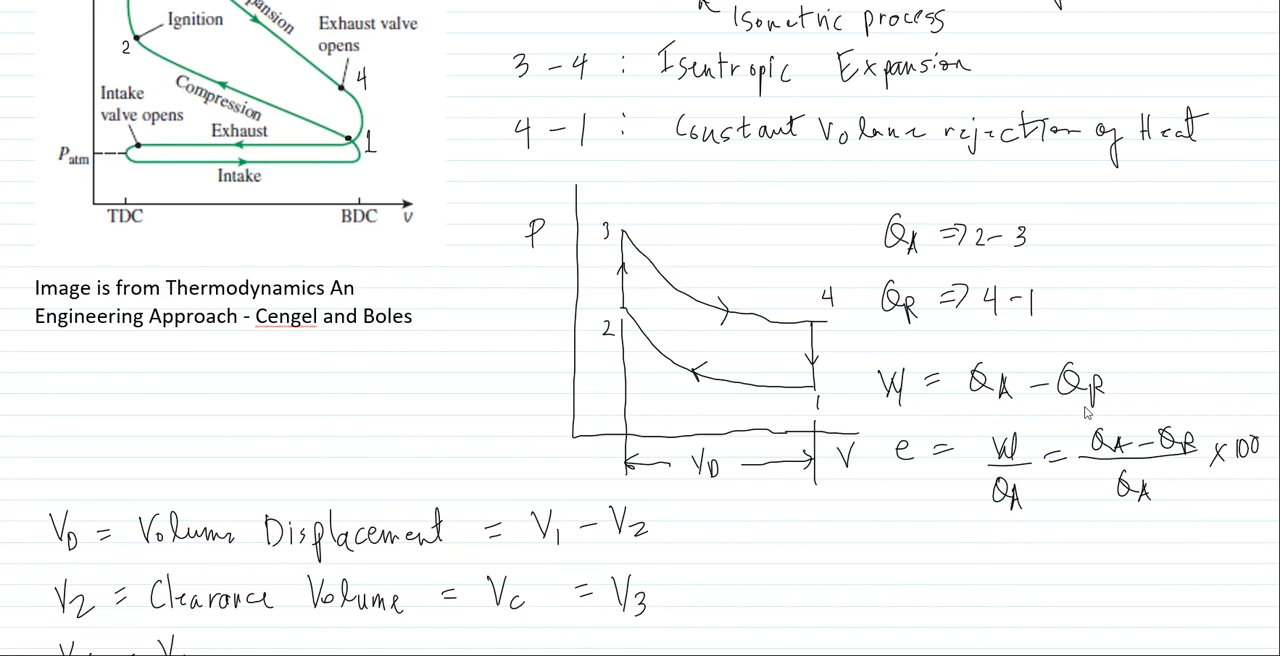 Ignition
pansion
Exhaust valve
opens
2
4
Compression
Intake
valve opens
Exhaust
1
Patm
Intake
TDC
BDC
v
Image is from Thermodynamics An
Engineering Approach - Cengel and Boles
Isometric process
3 - 4 : Isentropic Expansion
4 - 1 : Constant Volume rejection of Heat
P
3
4
2
1
VD
V
QA => 2 - 3
QR => 4 - 1
W = QA - QR
e = W/QA = (QA - QR)/QA x 100
VD = Volume Displacement = V1 - V2
V2 = Clearance Volume = Vc = V3